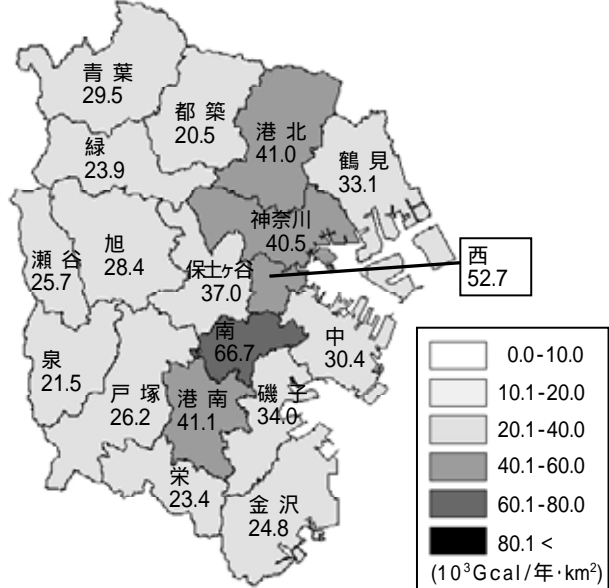 青葉
29.5
都築
20.5
港北
41.0
緑
23.9
鶴見
33.1
神奈川
40.5
西
52.7
瀬谷
25.7
旭
28.4
保土ヶ谷
37.0
南
66.7
中
30.4
泉
21.5
戸塚
26.2
港南
41.1
磯子
34.0
栄
23.4
金沢
24.8
0.0-10.0
10.1-20.0
20.1-40.0
40.1-60.0
60.1-80.0
80.1 <
(10³Gcal/年·km²)